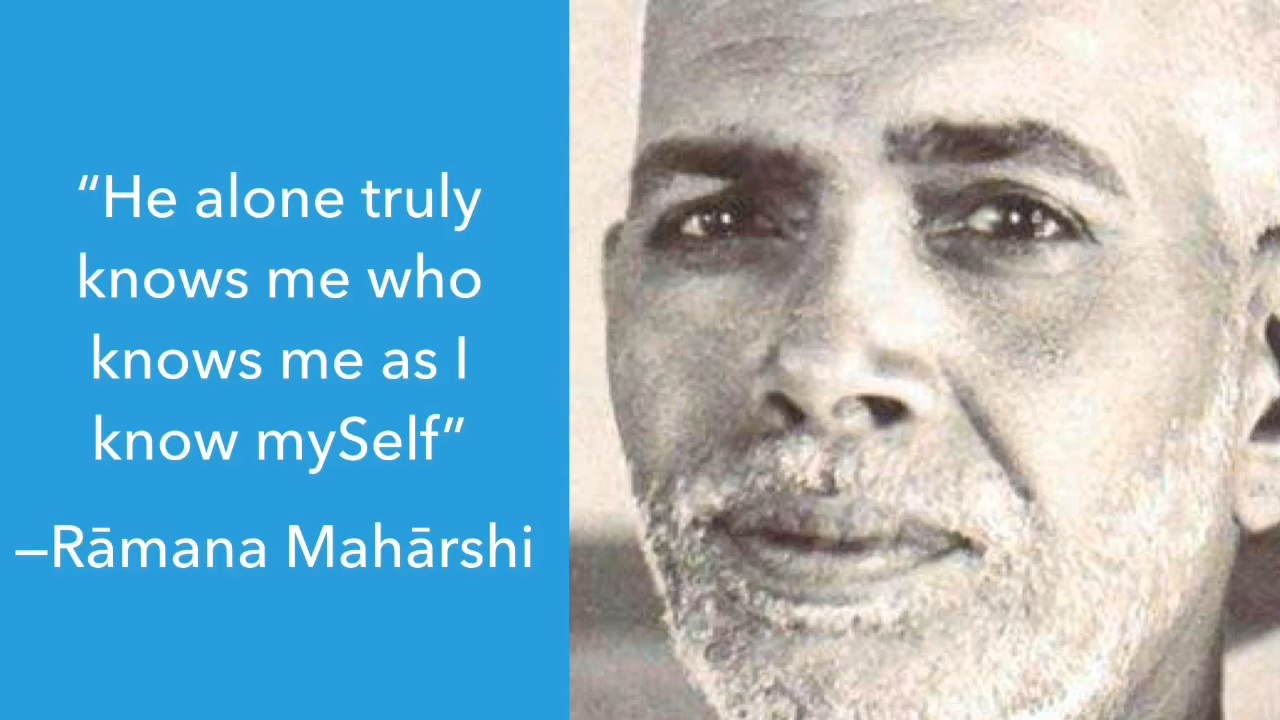 “He alone truly
knows me who
knows me as I
know mySelf”
—Rāmana Mahārshi